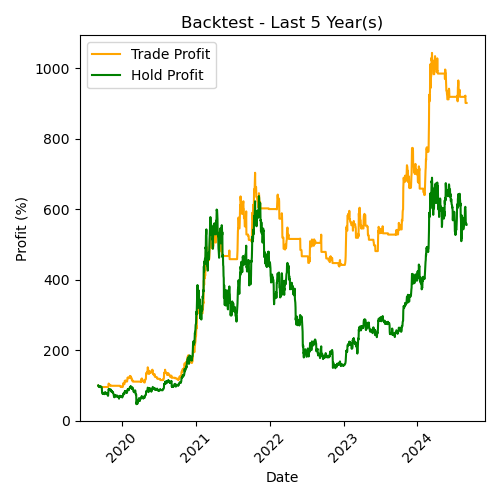 Backtest - Last 5 Year(s)
Trade Profit
Hold Profit
Profit (%)
1000
800
600
400
200
0
2020
2021
2022
2023
2024
Date